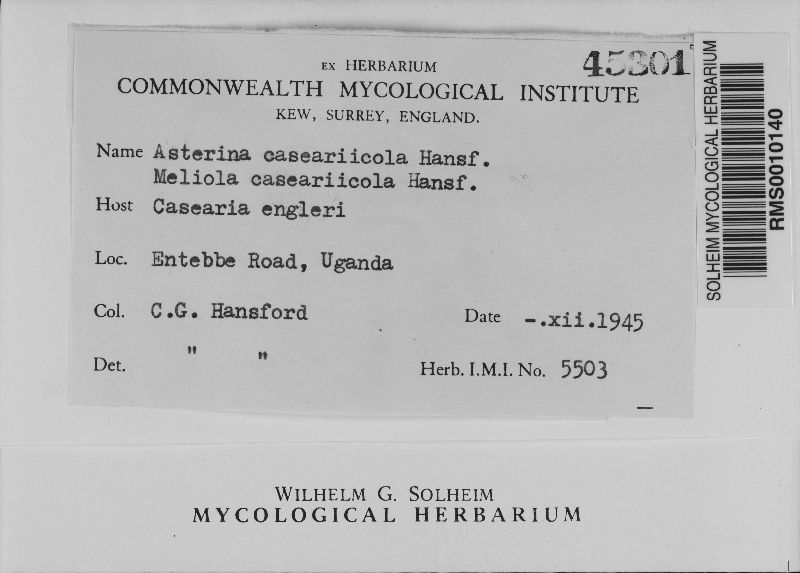 45301
EX HERBARIUM
COMMONWEALTH MYCOLOGICAL INSTITUTE
KEW, SURREY, ENGLAND.
Name Asterina caseariicola Hansf.
Meliola caseariicola Hansf.
Host Casearia engleri
Loc. Entebbe Road, Uganda
Col. C.G. Hansford Date -.xii.1945
Det. " " Herb. I.M.I. No. 5503
SOLHEIM MYCOLOGICAL HERBARIUM
RMS0010140
WILHELM G. SOLHEIM
MYCOLOGICAL HERBARIUM